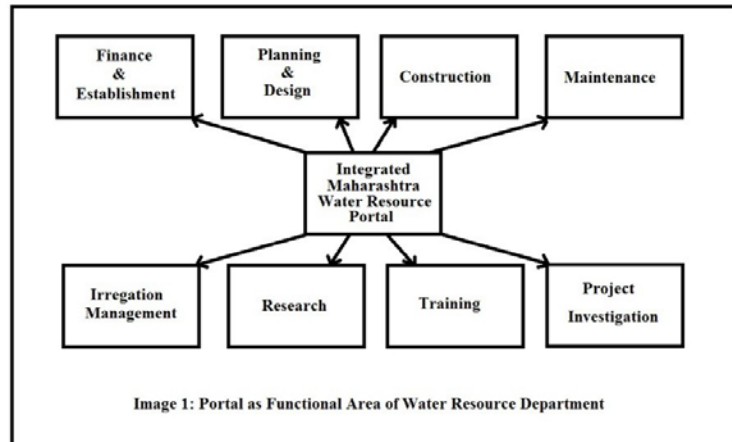 Finance
&
Establishment
Planning
&
Design
Construction
Maintenance
Integrated
Maharashtra
Water Resource
Portal
Irregation
Management
Research
Training
Project
Investigation
Image 1: Portal as Functional Area of Water Resource Department